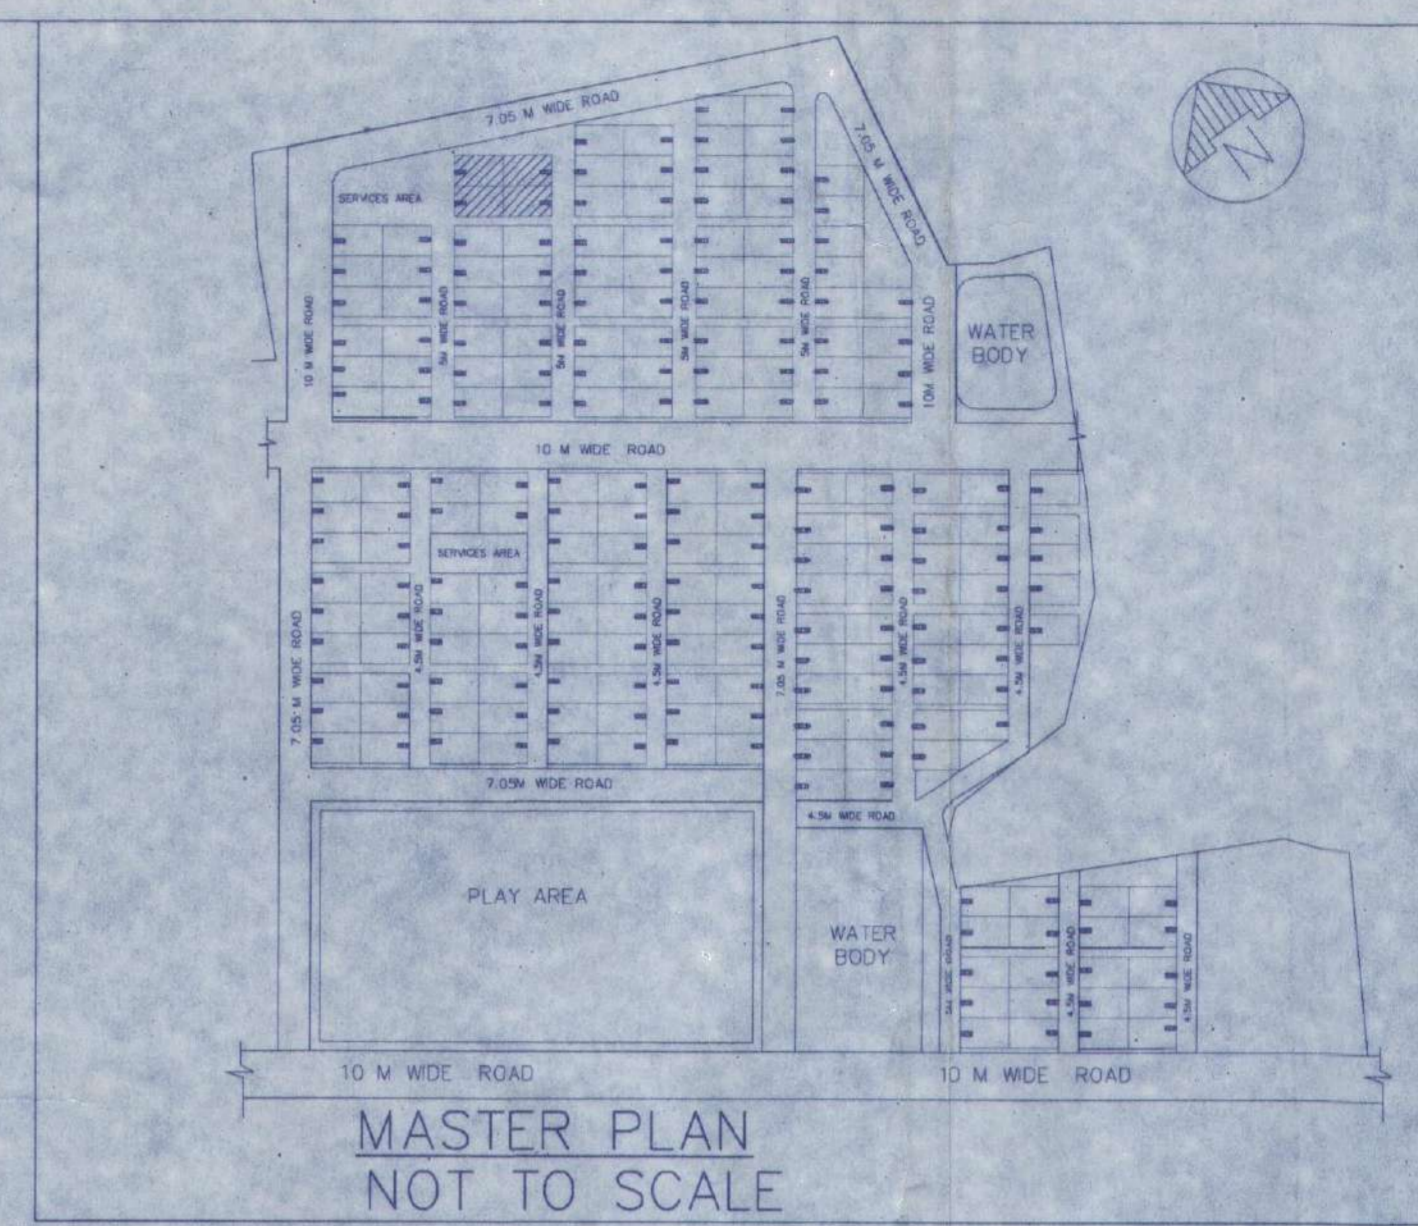 7.05 M WIDE ROAD
7.05 M WIDE ROAD
N
SERVICES AREA
10 M WIDE ROAD
5M WIDE ROAD
5M WIDE ROAD
5M WIDE ROAD
5M WIDE ROAD
10M WIDE ROAD
WATER
BODY
10 M WIDE ROAD
SERVICES AREA
7.05 M WIDE ROAD
4.5M WIDE ROAD
4.5M WIDE ROAD
4.5M WIDE ROAD
7.05 M WIDE ROAD
4.5M WIDE ROAD
4.5M WIDE ROAD
7.05M WIDE ROAD
4.5M WIDE ROAD
PLAY AREA
WATER
BODY
5M WIDE ROAD
4.5M WIDE ROAD
4.5M WIDE ROAD
10 M WIDE ROAD
10 M WIDE ROAD
MASTER PLAN
NOT TO SCALE